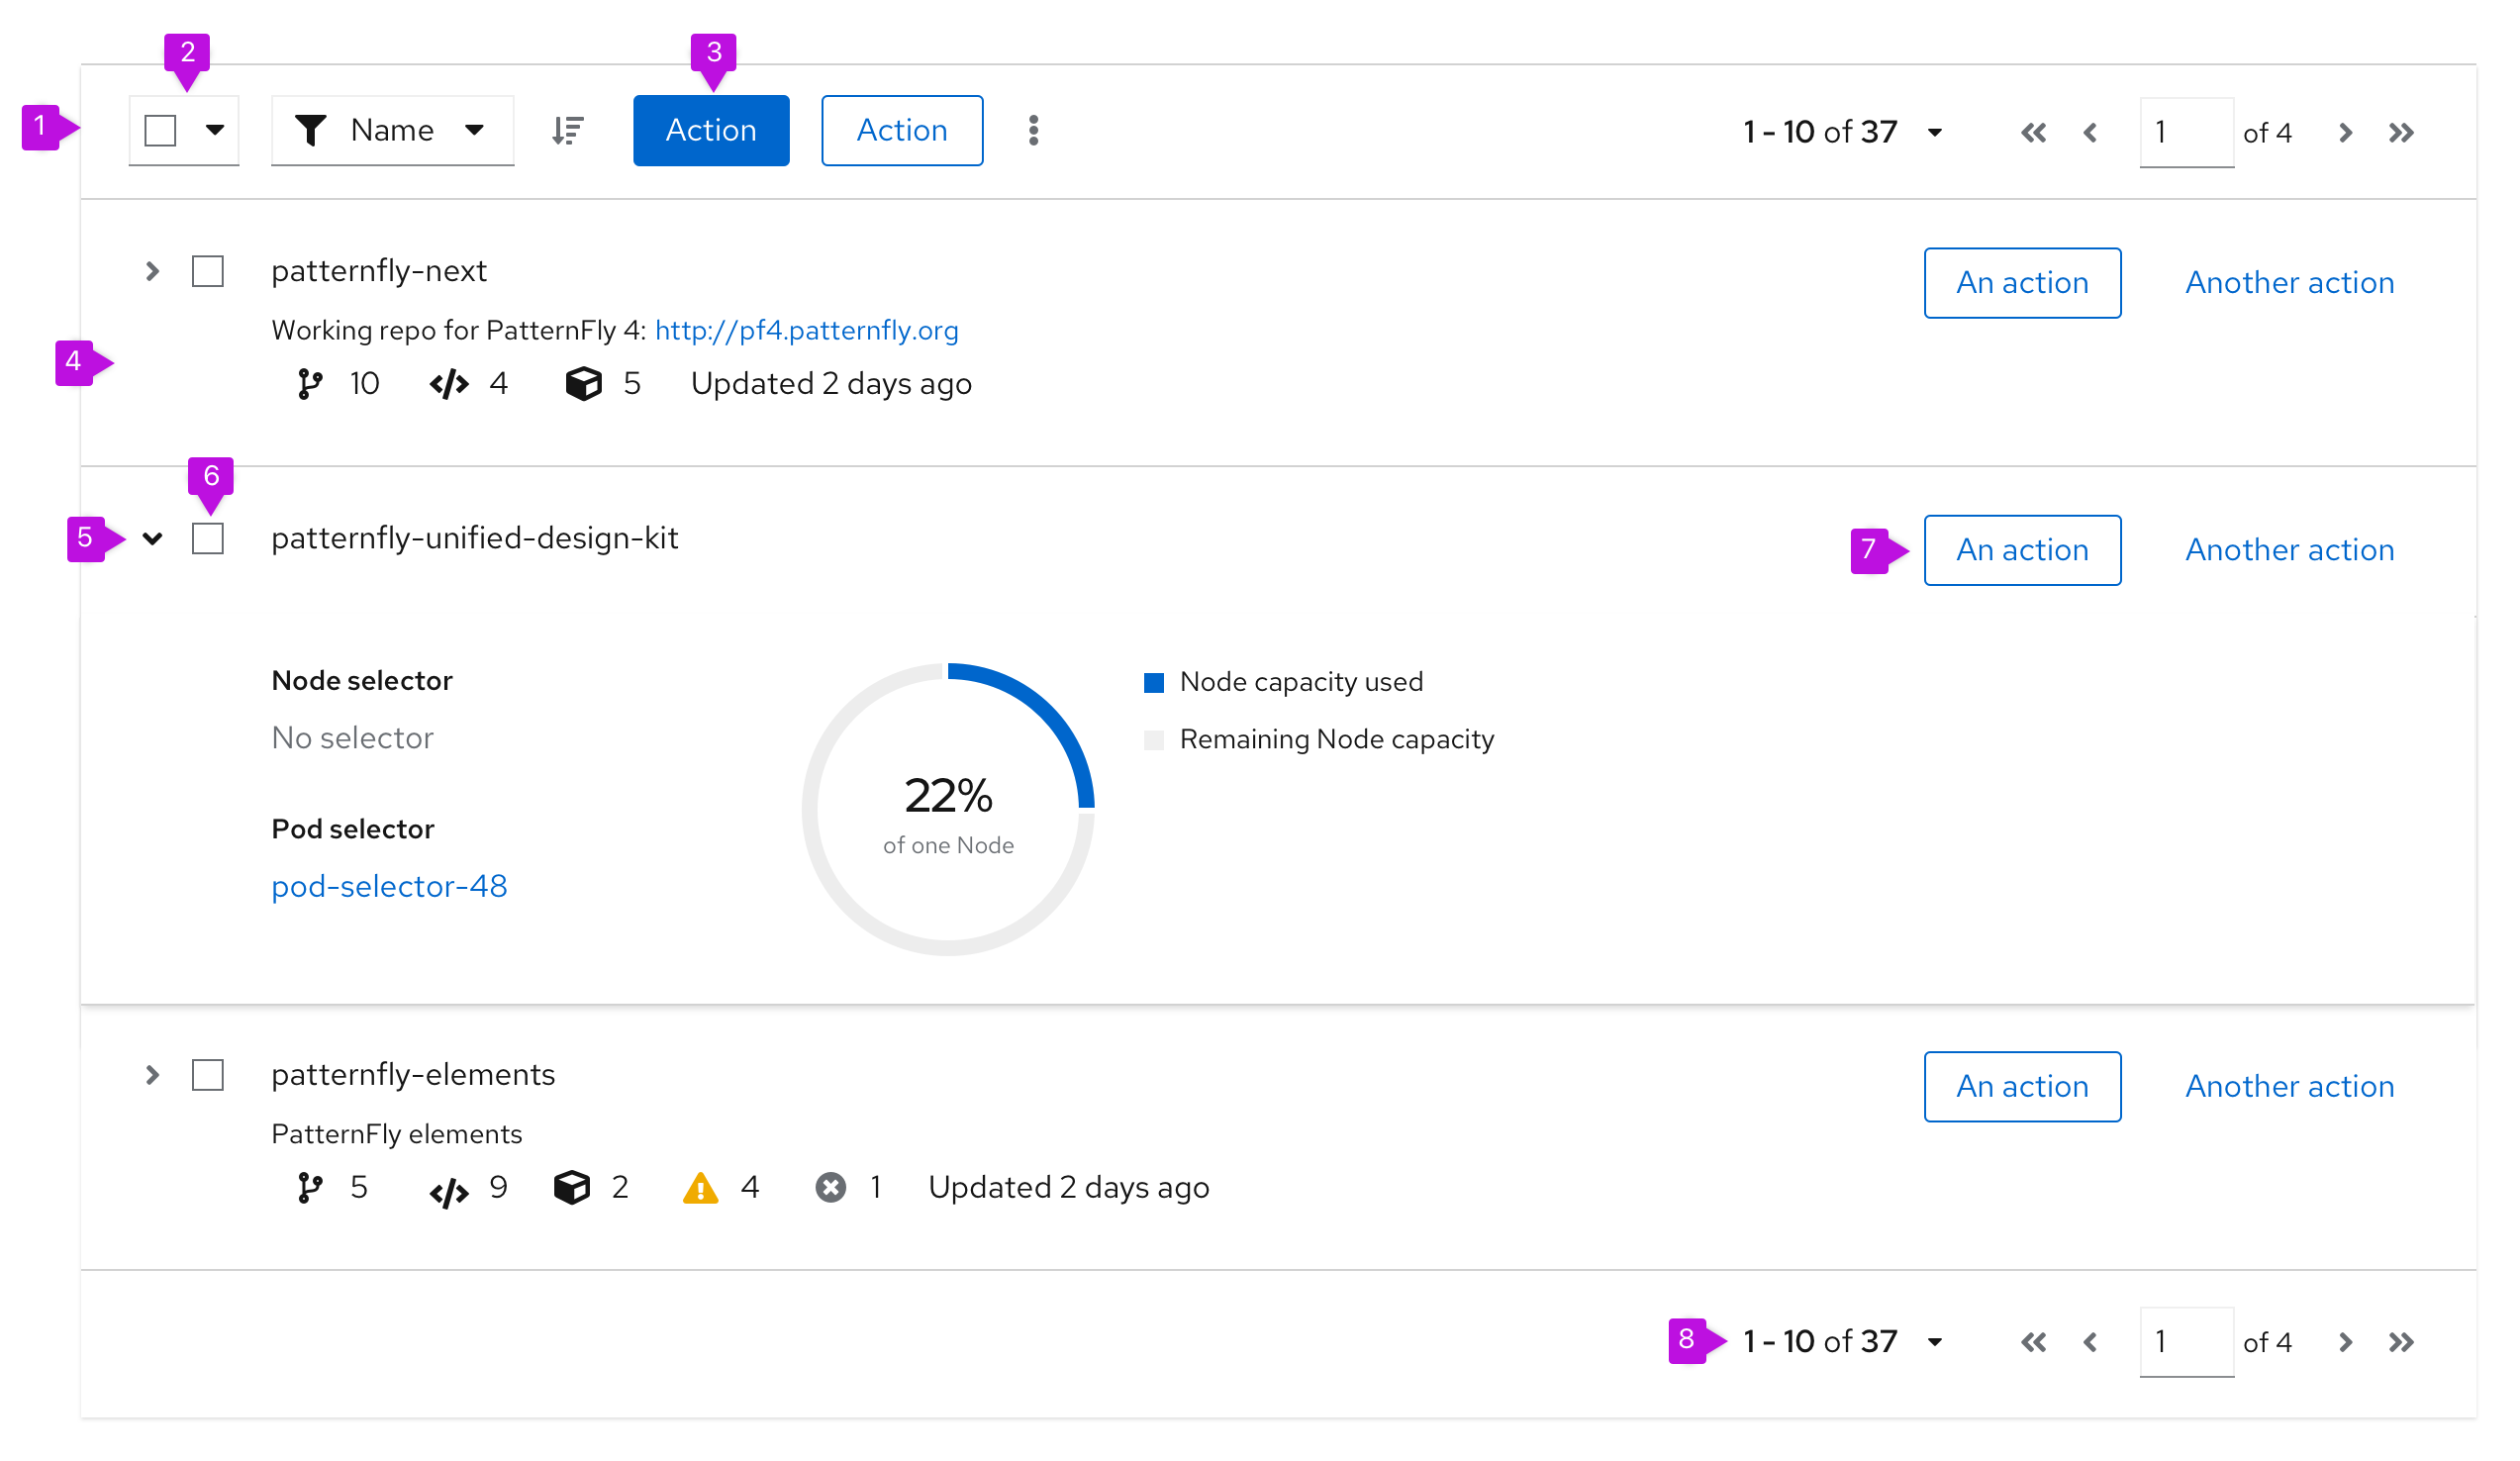 2
3
1
Name
Action
Action
1 - 10 of 37
1
of 4
patternfly-next
An action
Another action
Working repo for PatternFly 4: http://pf4.patternfly.org
4
10
4
5
Updated 2 days ago
6
5
patternfly-unified-design-kit
7
An action
Another action
Node selector
No selector
Pod selector
pod-selector-48
22%
of one Node
Node capacity used
Remaining Node capacity
patternfly-elements
An action
Another action
PatternFly elements
5
9
2
4
1
Updated 2 days ago
8
1 - 10 of 37
1
of 4